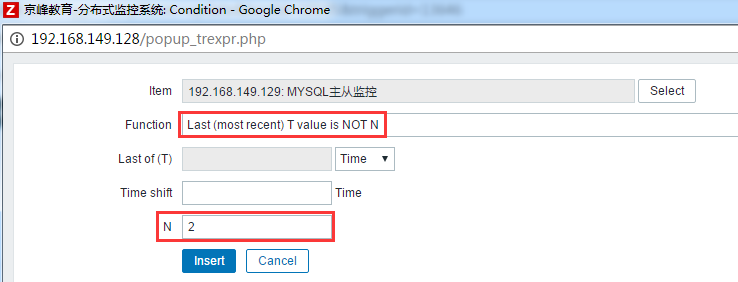 Z 京峰教育-分布式监控系统: Condition - Google Chrome
192.168.149.128/popup_trexpr.php
Item 192.168.149.129: MYSQL主从监控 Select
Function Last (most recent) T value is NOT N
Last of (T) Time
Time shift Time
N 2
Insert Cancel